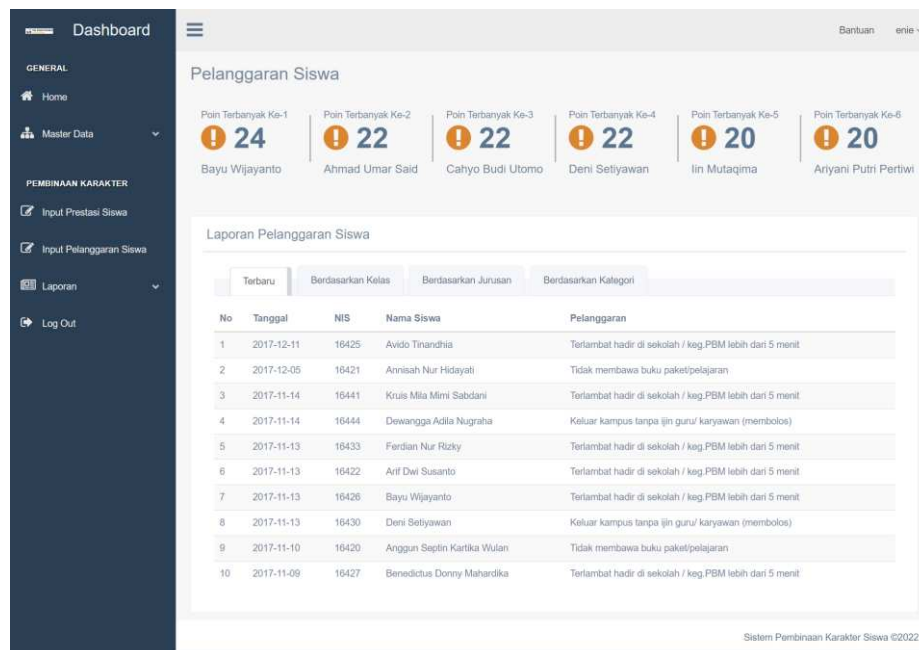 Dashboard
Bantuan enie
GENERAL
Home
Master Data
PEMBINAAN KARAKTER
Input Prestasi Siswa
Input Pelanggaran Siswa
Laporan
Log Out
Pelanggaran Siswa
Poin Terbanyak Ke-1
24
Bayu Wijayanto
Poin Terbanyak Ke-2
22
Ahmad Umar Said
Poin Terbanyak Ke-3
22
Cahyo Budi Utomo
Poin Terbanyak Ke-4
22
Deni Setiyawan
Poin Terbanyak Ke-5
20
Iin Mutaqima
Poin Terbanyak Ke-6
20
Ariyani Putri Pertiwi
Laporan Pelanggaran Siswa
Terbaru Berdasarkan Kelas Berdasarkan Jurusan Berdasarkan Kategori
No Tanggal NIS Nama Siswa Pelanggaran
1 2017-12-11 16425 Avido Tinandhia Terlambat hadir di sekolah / keg.PBM lebih dari 5 menit
2 2017-12-05 16421 Annisah Nur Hidayati Tidak membawa buku paket/pelajaran
3 2017-11-14 16441 Kruis Mila Mimi Sabdani Terlambat hadir di sekolah / keg.PBM lebih dari 5 menit
4 2017-11-14 16444 Dewangga Adila Nugraha Keluar kampus tanpa ijin guru/ karyawan (membolos)
5 2017-11-13 16433 Ferdian Nur Rizky Terlambat hadir di sekolah / keg.PBM lebih dari 5 menit
6 2017-11-13 16422 Arif Dwi Susanto Terlambat hadir di sekolah / keg.PBM lebih dari 5 menit
7 2017-11-13 16426 Bayu Wijayanto Terlambat hadir di sekolah / keg.PBM lebih dari 5 menit
8 2017-11-13 16430 Deni Setiyawan Keluar kampus tanpa ijin guru/ karyawan (membolos)
9 2017-11-10 16420 Anggun Septin Kartika Wulan Tidak membawa buku paket/pelajaran
10 2017-11-09 16427 Benedictus Donny Mahardika Terlambat hadir di sekolah / keg.PBM lebih dari 5 menit
Sistem Pembinaan Karakter Siswa ©2022